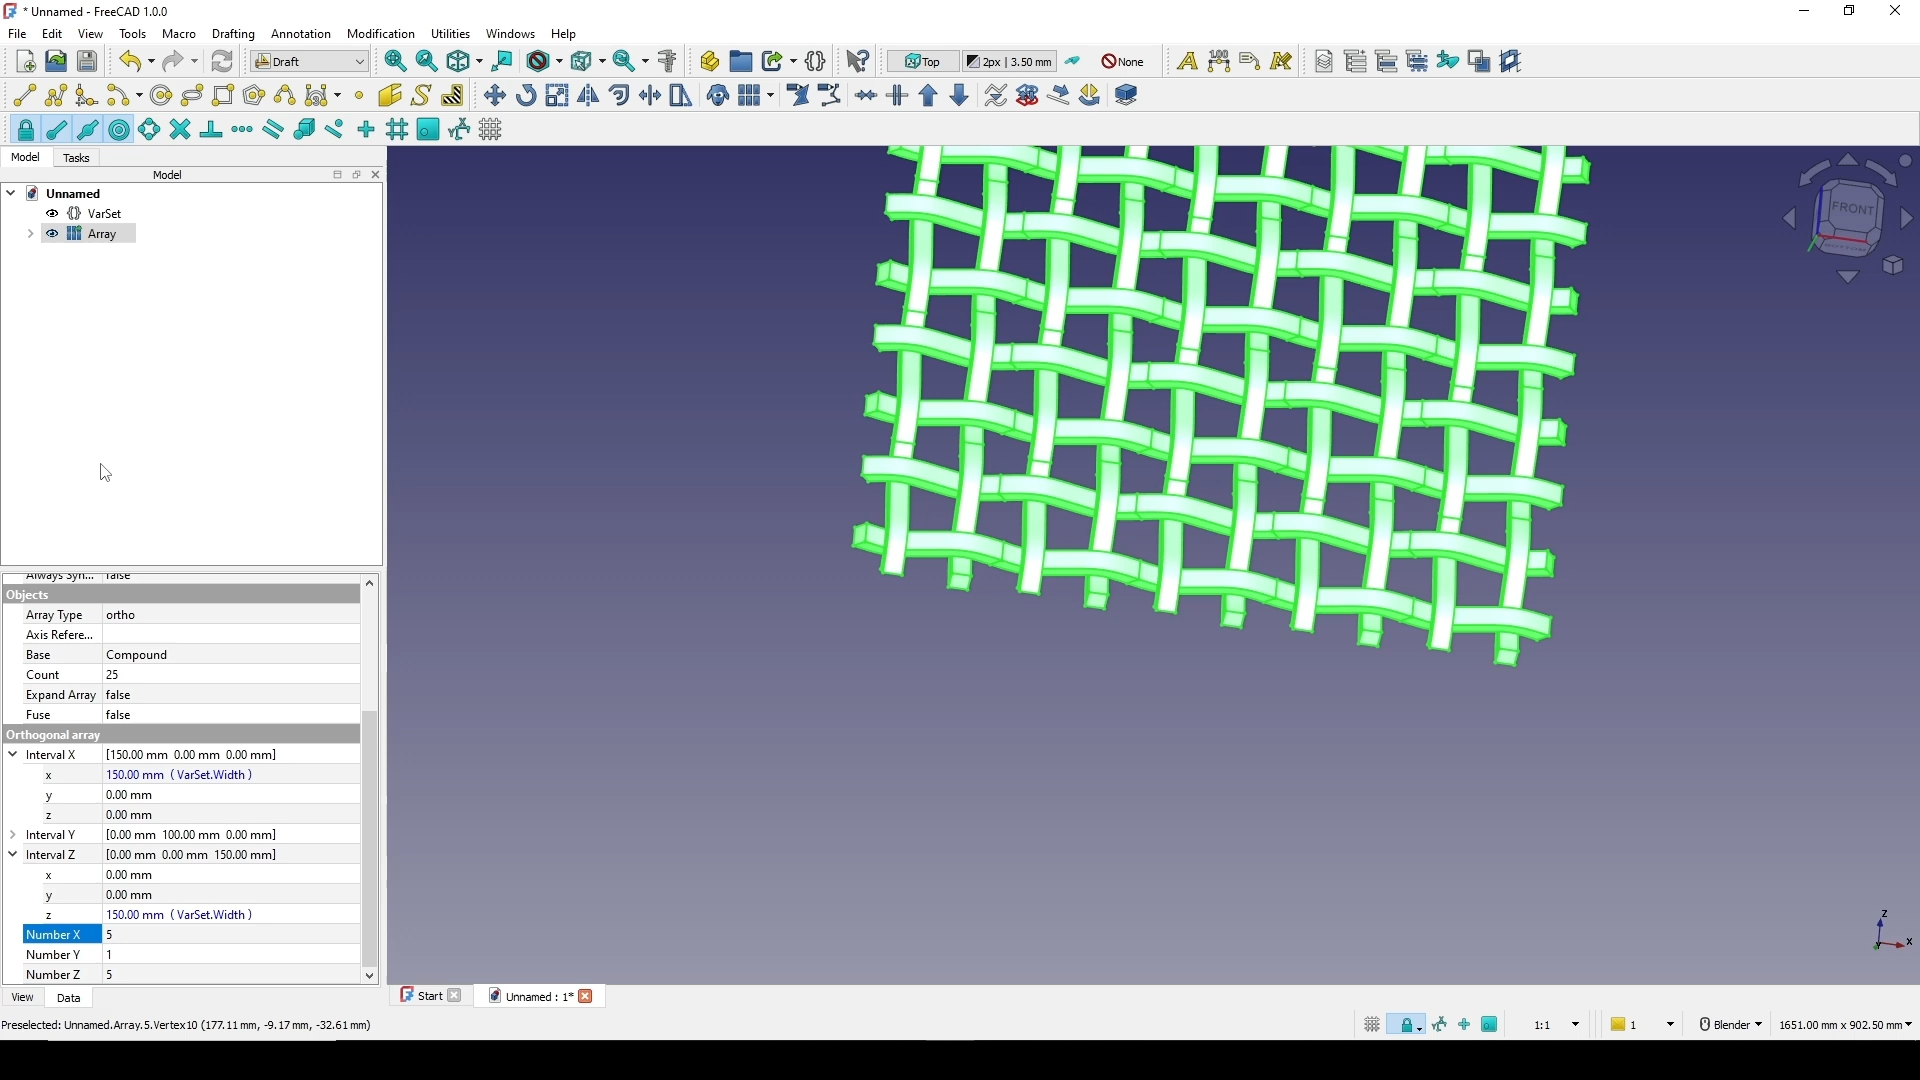 * Unnamed - FreeCAD 1.0.0
File Edit View Tools Macro Drafting Annotation Modification Utilities Windows Help
Draft Top 2px | 3.50 mm None
Model Tasks
Model
Unnamed
VarSet
Array
FRONT
Always Syn... false
Objects
Array Type ortho
Axis Refere...
Base Compound
Count 25
Expand Array false
Fuse false
Orthogonal array
Interval X [150.00 mm 0.00 mm 0.00 mm]
x 150.00 mm ( VarSet.Width )
y 0.00 mm
z 0.00 mm
Interval Y [0.00 mm 100.00 mm 0.00 mm]
Interval Z [0.00 mm 0.00 mm 150.00 mm]
x 0.00 mm
y 0.00 mm
z 150.00 mm ( VarSet.Width )
Number X 5
Number Y 1
Number Z 5
Z
X
View Data
Start Unnamed : 1*
Preselected: Unnamed.Array.5.Vertex10 (177.11 mm, -9.17 mm, -32.61 mm)
1:1 1 Blender 1651.00 mm x 902.50 mm